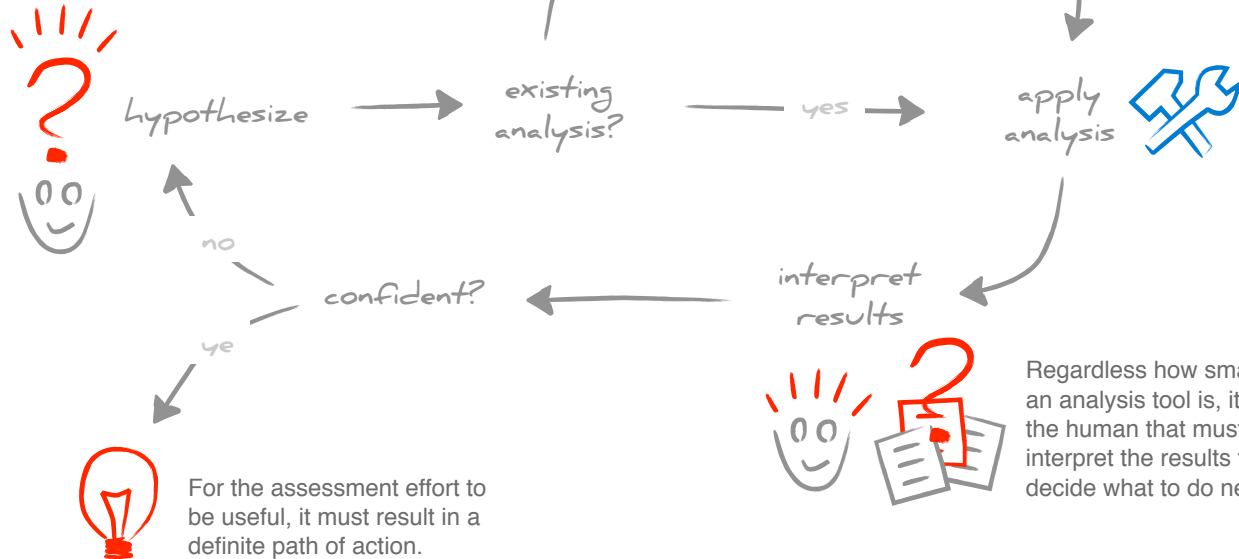 hypothesize
existing
analysis?
yes
apply
analysis
no
confident?
interpret
results
ye
Regardless how sma
an analysis tool is, it
the human that must
interpret the results
decide what to do ne
For the assessment effort to
be useful, it must result in a
definite path of action.